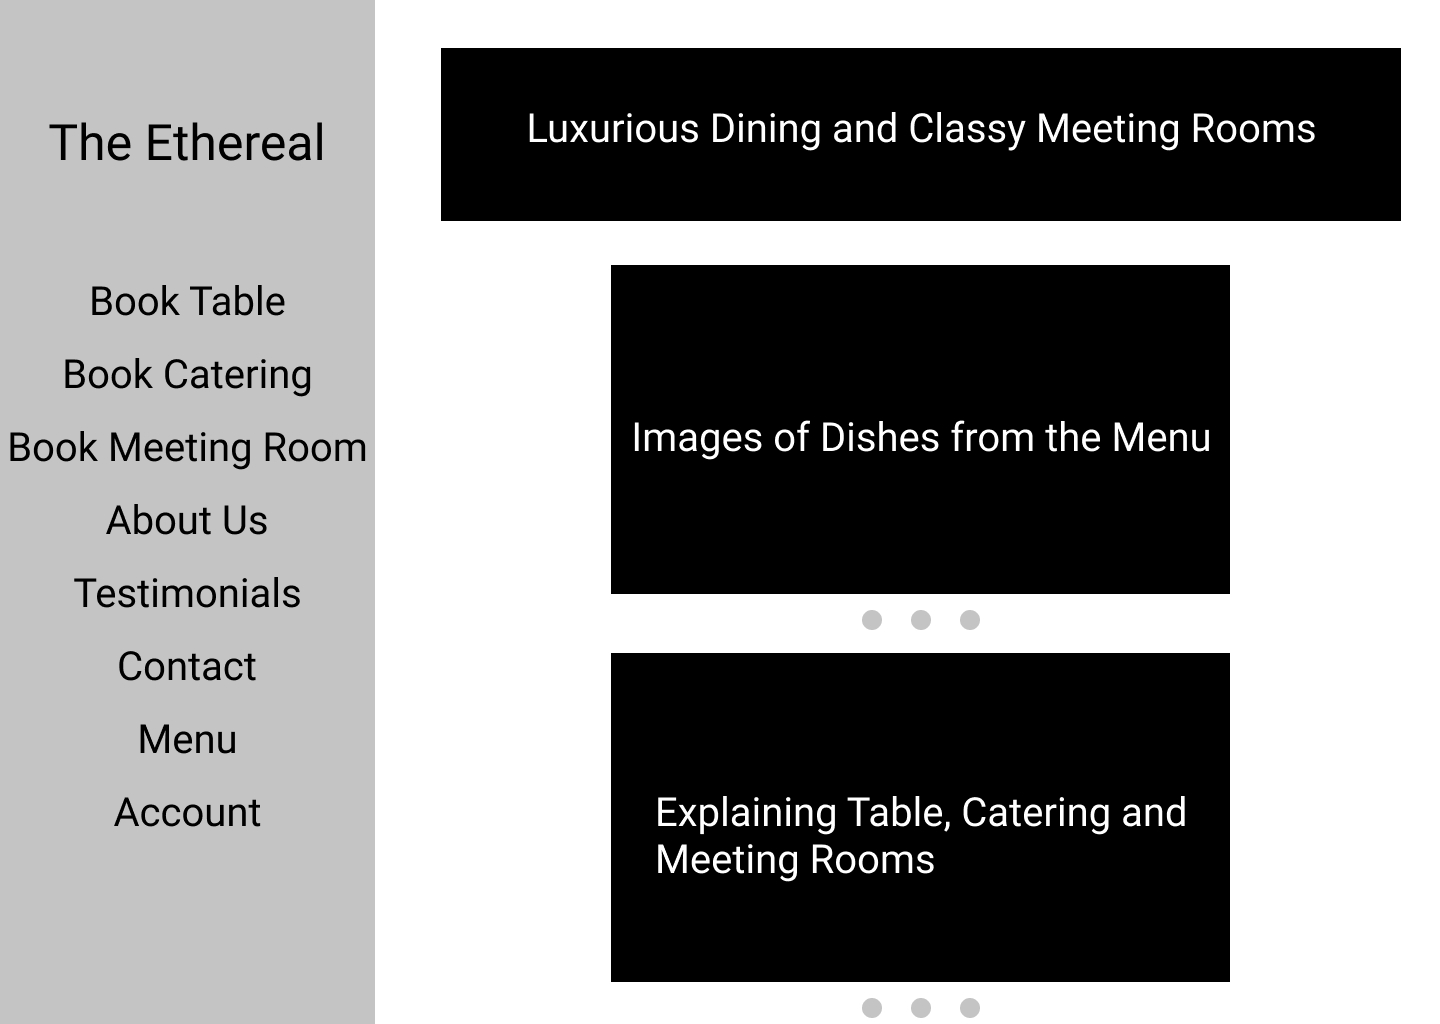 The Ethereal
Book Table
Book Catering
Book Meeting Room
About Us
Testimonials
Contact
Menu
Account
Luxurious Dining and Classy Meeting Rooms
Images of Dishes from the Menu
Explaining Table, Catering and
Meeting Rooms